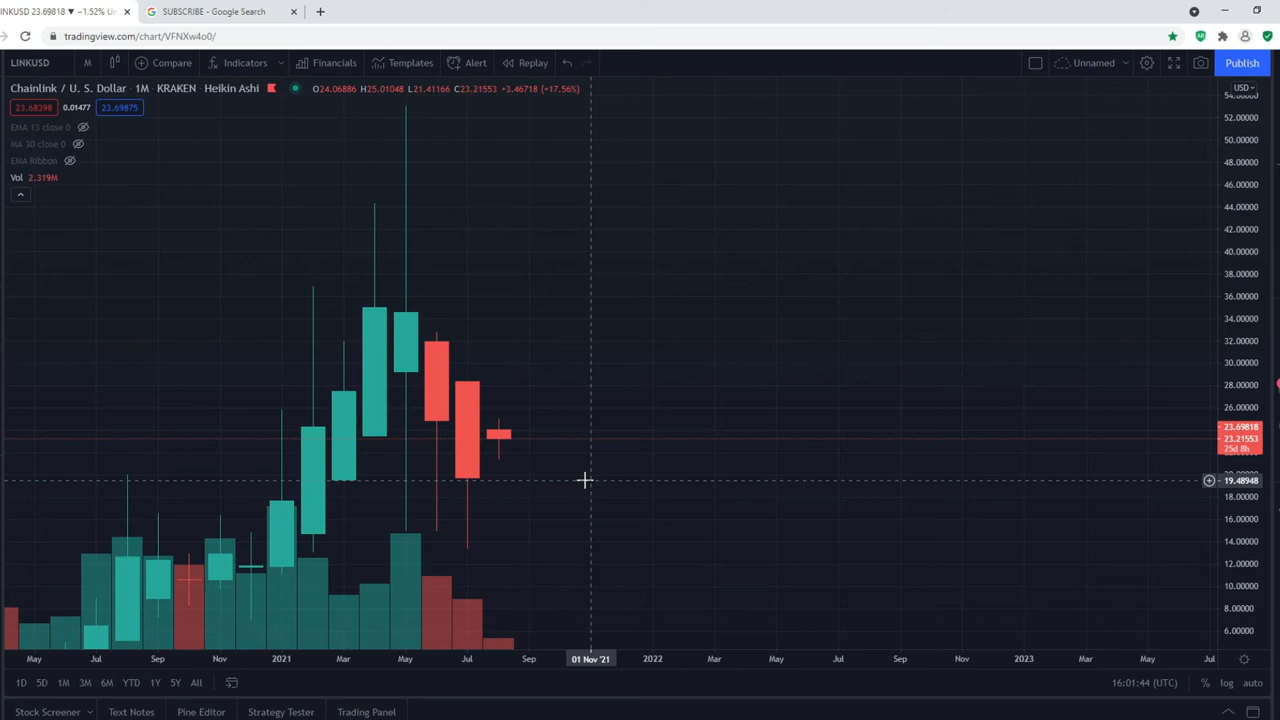 INKUSD 23.69818 ▼ −1.52% Un
SUBSCRIBE - Google Search
tradingview.com/chart/VFNXw4o0/
LINKUSD M Compare Indicators Financials Templates Alert Replay Unnamed Publish
Chainlink / U. S. Dollar · 1M · KRAKEN · Heikin Ashi O24.06886 H25.01048 L21.41166 C23.21553 +3.46718 (+17.56%)
USD
23.68398 0.01477 23.69875
EMA 13 close 0
MA 30 close 0
EMA Ribbon
Vol 2.319M
54.00000
52.00000
50.00000
48.00000
46.00000
44.00000
42.00000
40.00000
38.00000
36.00000
34.00000
32.00000
30.00000
28.00000
26.00000
23.69818
23.21553
25d 8h
19.48948
18.00000
16.00000
14.00000
12.00000
10.00000
8.00000
6.00000
May Jul Sep Nov 2021 Mar May Jul Sep 01 Nov '21 2022 Mar May Jul Sep Nov 2023 Mar May Jul
1D 5D 1M 3M 6M YTD 1Y 5Y All 16:01:44 (UTC) % log auto
Stock Screener Text Notes Pine Editor Strategy Tester Trading Panel